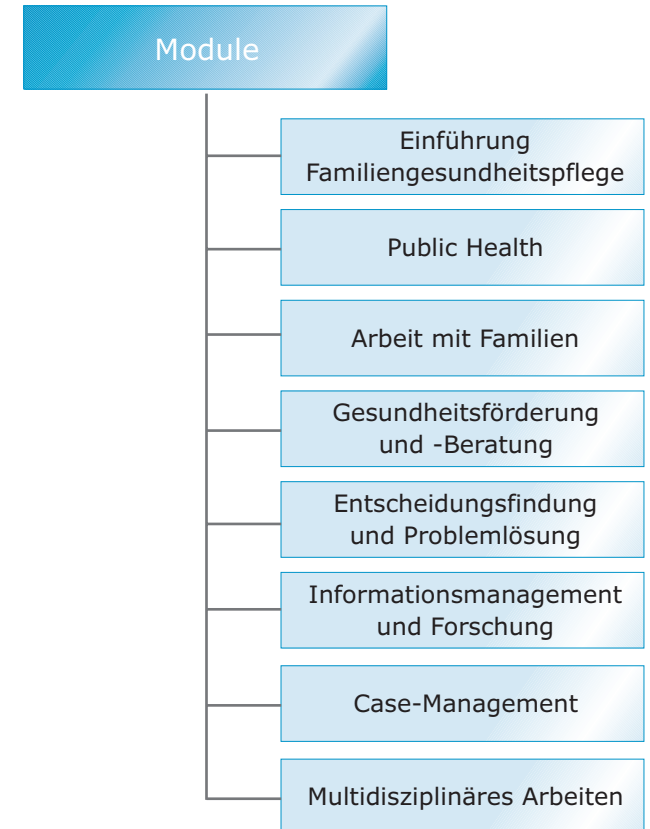 Module
Einführung
Familiengesundheitspflege
Public Health
Arbeit mit Familien
Gesundheitsförderung
und -Beratung
Entscheidungsfindung
und Problemlösung
Informationsmanagement
und Forschung
Case-Management
Multidisziplinäres Arbeiten